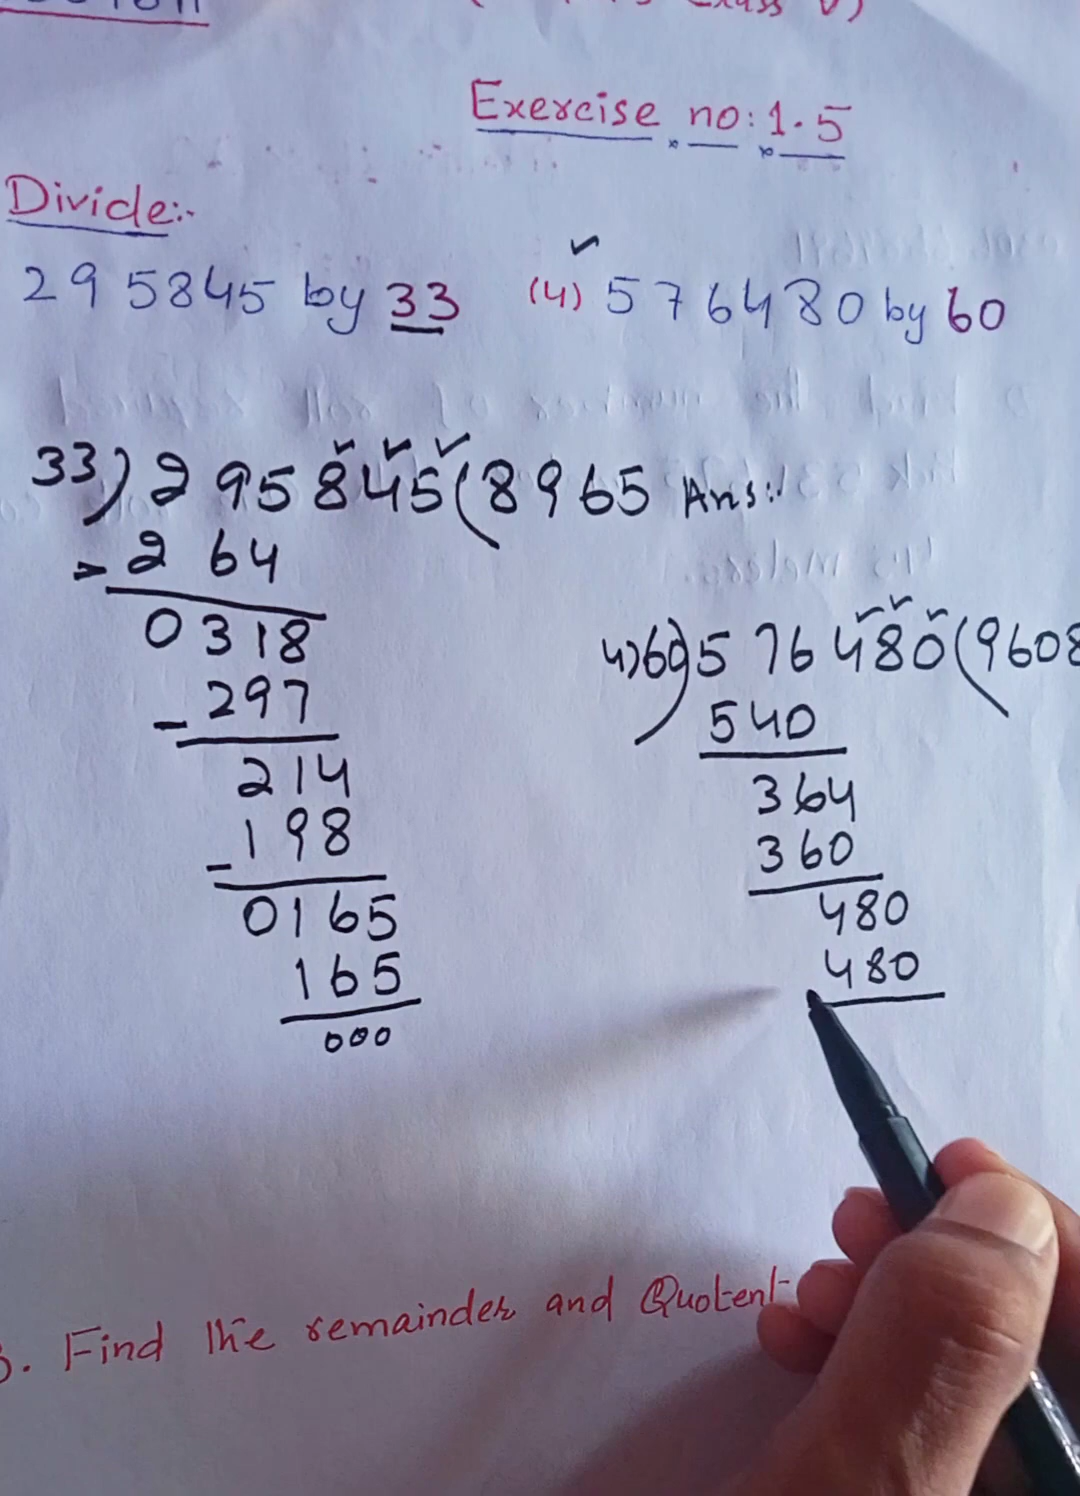 Exercise no: 1.5
Divide:-
295845 by 33 (4) 576480 by 60
33)295845(8965 Ans:-
- 264
0318
- 297
214
- 198
0165
165
000
4) 60)576480(9608
540
364
360
480
480
3. Find the remainder and Quotent